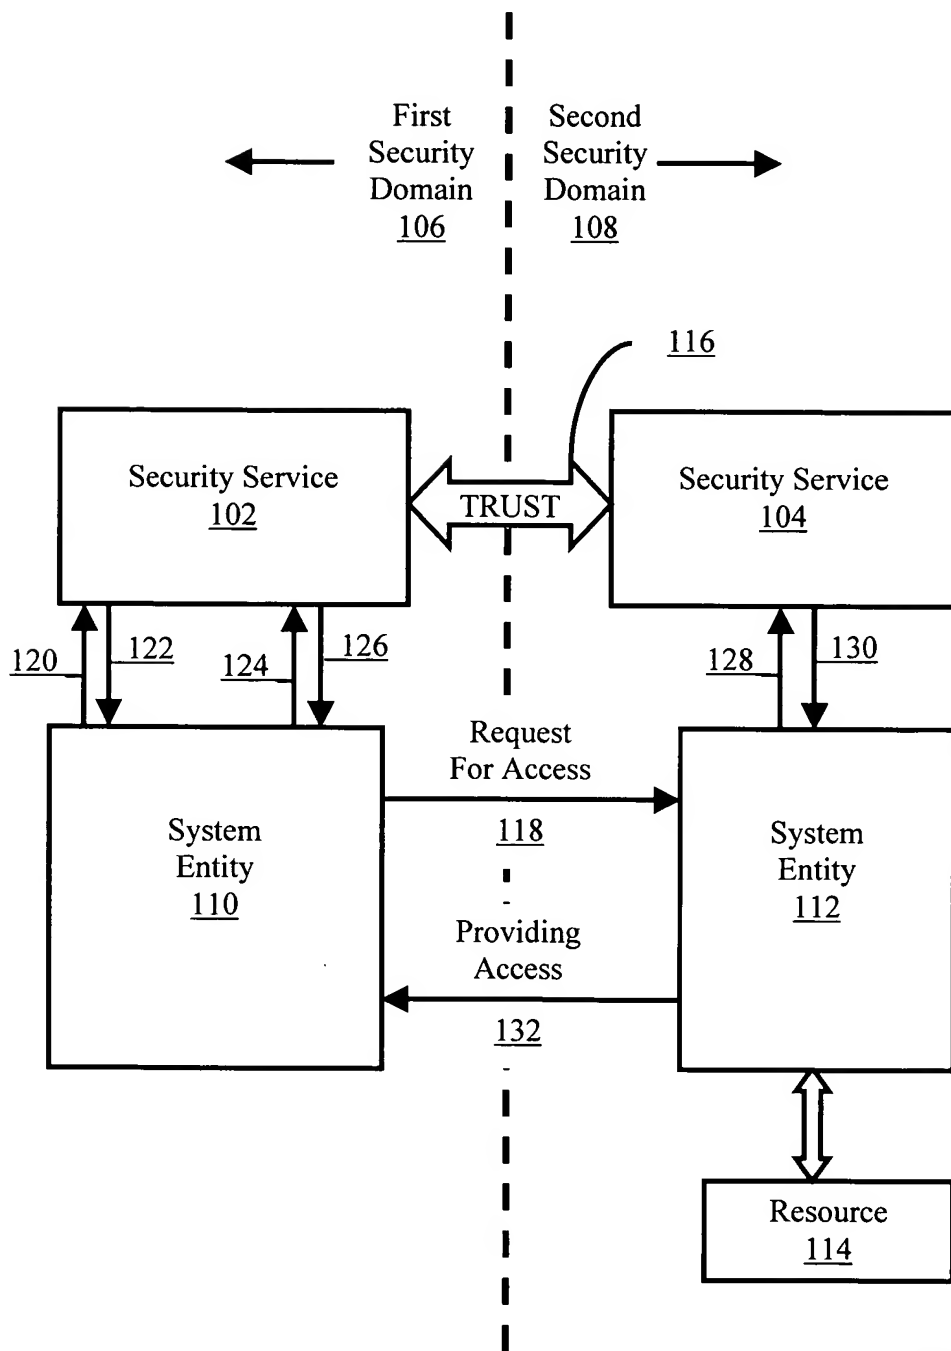 First
Security
Domain
106
Second
Security
Domain
108
116
Security Service
102
TRUST
Security Service
104
120
122
124
126
128
130
Request
For Access
118
System
Entity
110
System
Entity
112
Providing
Access
132
Resource
114